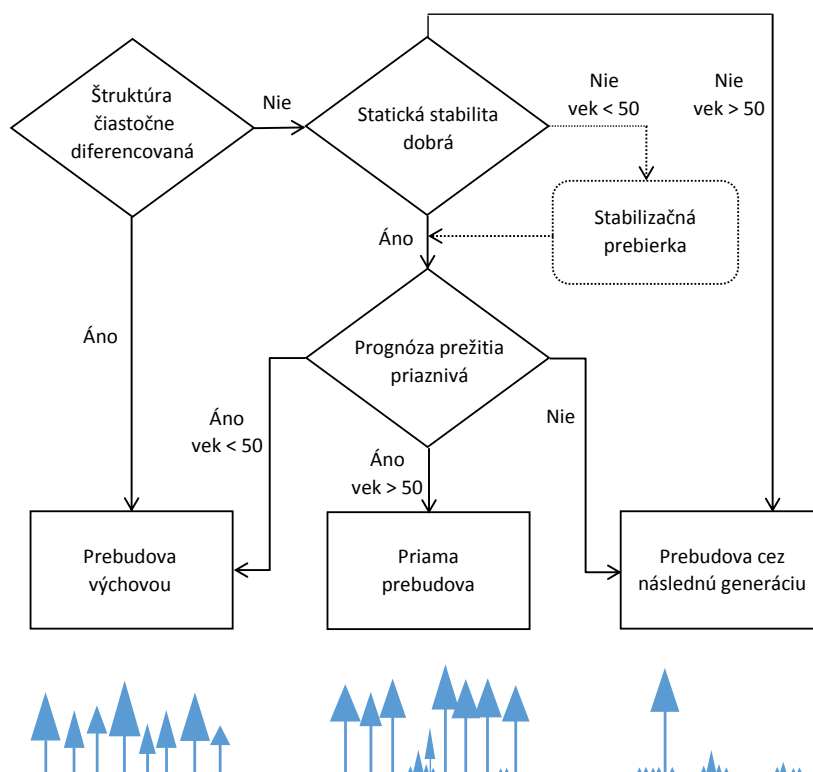 Štruktúra
čiastočne
diferencovaná
Nie
Statická stabilita
dobrá
Nie
vek < 50
Nie
vek > 50
Stabilizačná
prebierka
Áno
Áno
Prognóza prežitia
priaznivá
Áno
vek < 50
Áno
vek > 50
Nie
Prebudova
výchovou
Priama
prebudova
Prebudova cez
následnú generáciu